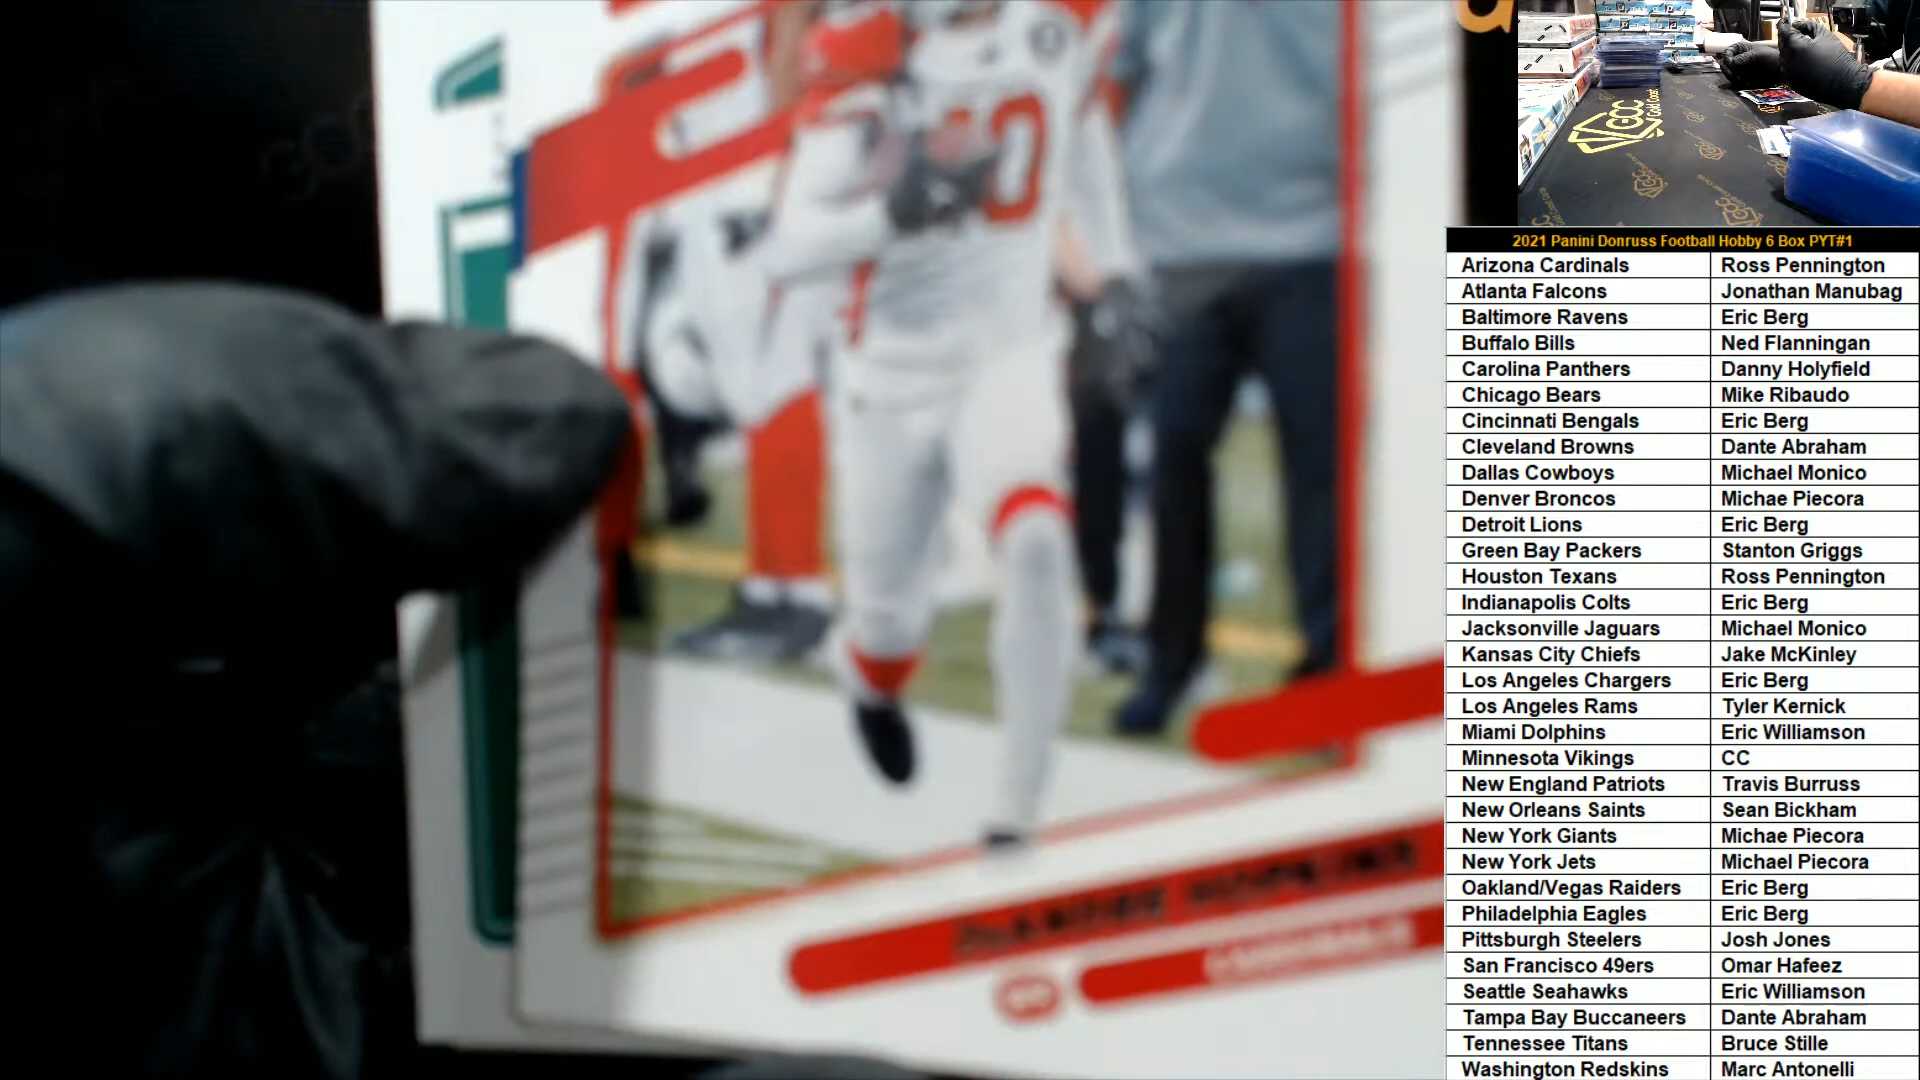 DeANDRE HOPKINS
CARDINALS
GCC
Gold Coast
2021 Panini Donruss Football Hobby 6 Box PYT#1
Arizona Cardinals Ross Pennington
Atlanta Falcons Jonathan Manubag
Baltimore Ravens Eric Berg
Buffalo Bills Ned Flanningan
Carolina Panthers Danny Holyfield
Chicago Bears Mike Ribaudo
Cincinnati Bengals Eric Berg
Cleveland Browns Dante Abraham
Dallas Cowboys Michael Monico
Denver Broncos Michae Piecora
Detroit Lions Eric Berg
Green Bay Packers Stanton Griggs
Houston Texans Ross Pennington
Indianapolis Colts Eric Berg
Jacksonville Jaguars Michael Monico
Kansas City Chiefs Jake McKinley
Los Angeles Chargers Eric Berg
Los Angeles Rams Tyler Kernick
Miami Dolphins Eric Williamson
Minnesota Vikings CC
New England Patriots Travis Burruss
New Orleans Saints Sean Bickham
New York Giants Michae Piecora
New York Jets Michael Piecora
Oakland/Vegas Raiders Eric Berg
Philadelphia Eagles Eric Berg
Pittsburgh Steelers Josh Jones
San Francisco 49ers Omar Hafeez
Seattle Seahawks Eric Williamson
Tampa Bay Buccaneers Dante Abraham
Tennessee Titans Bruce Stille
Washington Redskins Marc Antonelli